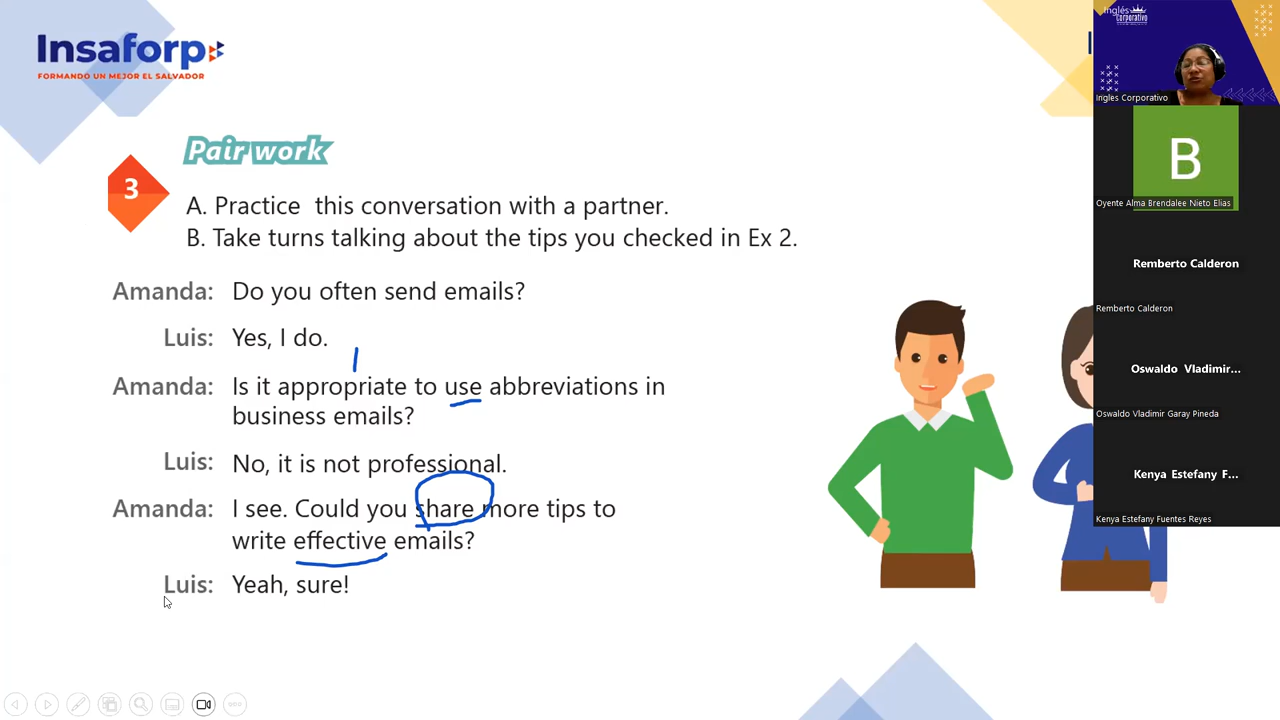 Insaforp
FORMANDO UN MEJOR EL SALVADOR
Pair work
3
A. Practice this conversation with a partner.
B. Take turns talking about the tips you checked in Ex 2.
Amanda: Do you often send emails?
Luis: Yes, I do.
Amanda: Is it appropriate to use abbreviations in
business emails?
Luis: No, it is not professional.
Amanda: I see. Could you share more tips to
write effective emails?
Luis: Yeah, sure!
Inglés
Corporativo
Ingles Corporativo
B
Oyente Alma Brendalee Nieto Elias
Remberto Calderon
Remberto Calderon
Oswaldo Vladimir...
Oswaldo Vladimir Garay Pineda
Kenya Estefany F...
Kenya Estefany Fuentes Reyes